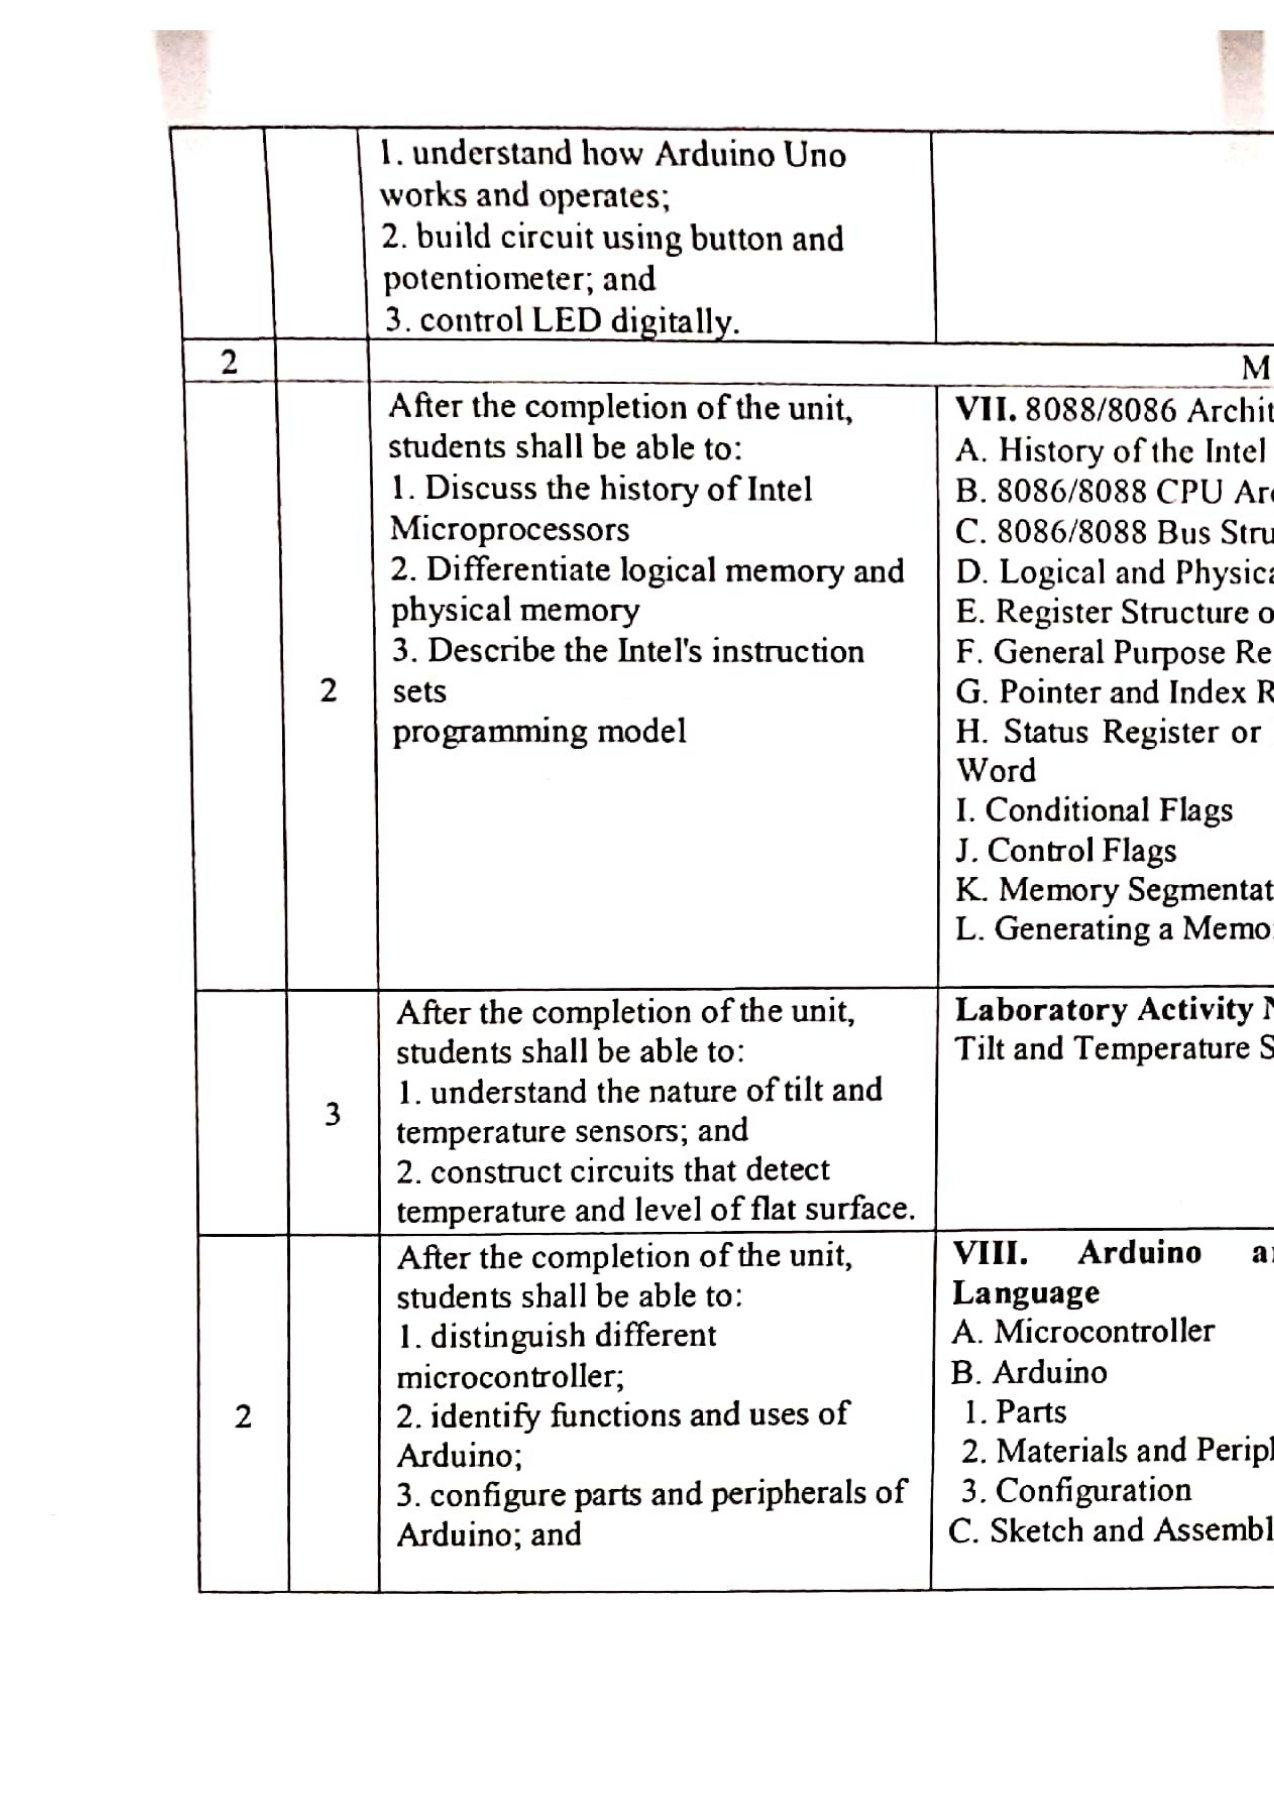 1. understand how Arduino Uno
works and operates;
2. build circuit using button and
potentiometer; and
3. control LED digitally.
2
M
After the completion of the unit,
students shall be able to:
1. Discuss the history of Intel
Microprocessors
2. Differentiate logical memory and
physical memory
3. Describe the Intel's instruction
sets
programming model
2
VII. 8088/8086 Archit
A. History of the Intel
B. 8086/8088 CPU Arc
C. 8086/8088 Bus Stru
D. Logical and Physica
E. Register Structure o
F. General Purpose Re
G. Pointer and Index R
H. Status Register or
Word
I. Conditional Flags
J. Control Flags
K. Memory Segmentat
L. Generating a Memo
3
After the completion of the unit,
students shall be able to:
1. understand the nature of tilt and
temperature sensors; and
2. construct circuits that detect
temperature and level of flat surface.
Laboratory Activity N
Tilt and Temperature S
2
After the completion of the unit,
students shall be able to:
1. distinguish different
microcontroller;
2. identify functions and uses of
Arduino;
3. configure parts and peripherals of
Arduino; and
VIII. Arduino a
Language
A. Microcontroller
B. Arduino
1. Parts
2. Materials and Periph
3. Configuration
C. Sketch and Assembl